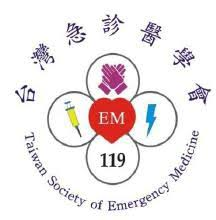 台灣急診醫學會
EM
119
Taiwan Society of Emergency Medicine